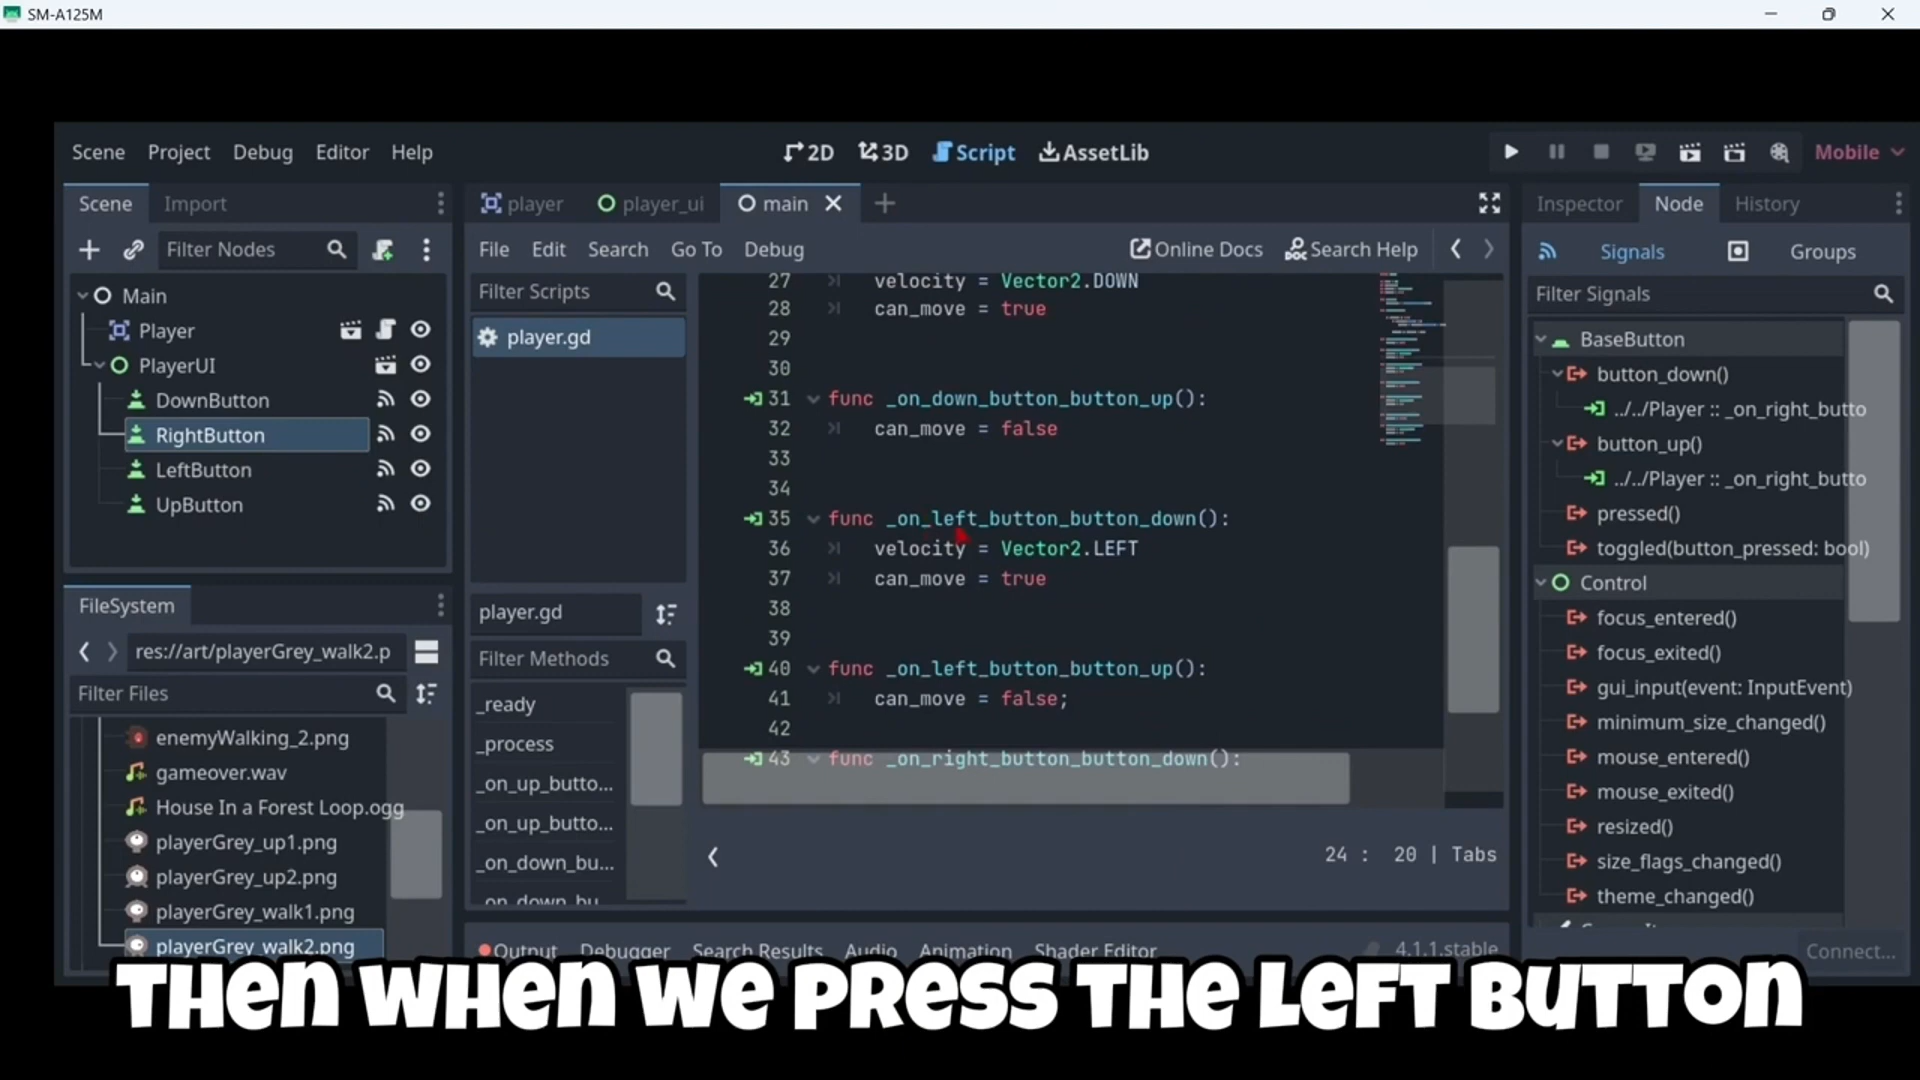 SM-A125M
Scene Project Debug Editor Help
2D 3D Script AssetLib
Mobile
Scene Import
player player_ui main
Inspector Node History
Filter Nodes
File Edit Search Go To Debug
Online Docs Search Help
Signals Groups
Main
Player
PlayerUI
DownButton
RightButton
LeftButton
UpButton
FileSystem
res://art/playerGrey_walk2.p
Filter Files
enemyWalking_2.png
gameover.wav
House In a Forest Loop.ogg
playerGrey_up1.png
playerGrey_up2.png
playerGrey_walk1.png
playerGrey_walk2.png
Filter Scripts
player.gd
player.gd
Filter Methods
_ready
_process
_on_up_butto...
_on_up_butto...
_on_down_bu...
27 velocity = Vector2.DOWN
28 can_move = true
29
30
31 func _on_down_button_button_up():
32 can_move = false
33
34
35 func _on_left_button_button_down():
36 velocity = Vector2.LEFT
37 can_move = true
38
39
40 func _on_left_button_button_up():
41 can_move = false;
42
43 func _on_right_button_button_down():
24 : 20 | Tabs
Output Debugger Search Results Audio Animation Shader Editor
4.1.1.stable
Filter Signals
BaseButton
button_down()
../../Player :: _on_right_butto
button_up()
../../Player :: _on_right_butto
pressed()
toggled(button_pressed: bool)
Control
focus_entered()
focus_exited()
gui_input(event: InputEvent)
minimum_size_changed()
mouse_entered()
mouse_exited()
resized()
size_flags_changed()
theme_changed()
Connect...
Then when we press the left button